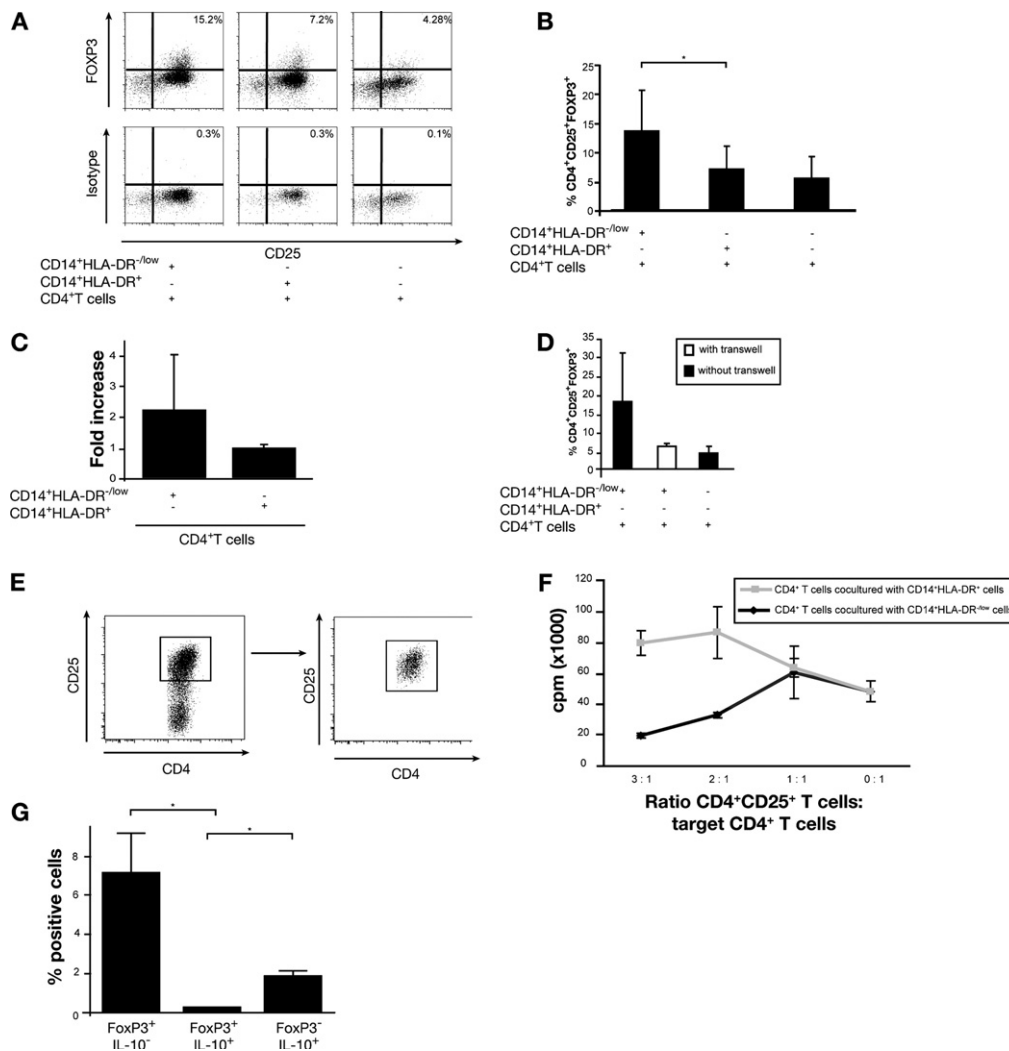 A
FOXP3
15.2%
7.2%
4.28%
Isotype
0.3%
0.3%
0.1%
CD25
CD14⁺HLA-DR⁻/ˡᵒʷ + - -
CD14⁺HLA-DR⁺ - + -
CD4⁺T cells + + +
B
% CD4⁺CD25⁺FOXP3⁺
25
20
15
10
5
0
*
CD14⁺HLA-DR⁻/ˡᵒʷ + - -
CD14⁺HLA-DR⁺ - + -
CD4⁺T cells + + +
C
Fold increase
4
3
2
1
0
CD14⁺HLA-DR⁻/ˡᵒʷ + -
CD14⁺HLA-DR⁺ - +
CD4⁺T cells
D
% CD4⁺CD25⁺FOXP3⁺
35
30
25
20
15
10
5
0
with transwell
without transwell
CD14⁺HLA-DR⁻/ˡᵒʷ + + -
CD14⁺HLA-DR⁺ - - -
CD4⁺T cells + + +
E
CD25
CD4
CD25
CD4
F
cpm (x1000)
120
100
80
60
40
20
0
CD4⁺ T cells cocultured with CD14⁺HLA-DR⁺ cells
CD4⁺ T cells cocultured with CD14⁺HLA-DR⁻ˡᵒʷ cells
3 : 1
2 : 1
1 : 1
0 : 1
Ratio CD4⁺CD25⁺ T cells:
target CD4⁺ T cells
G
% positive cells
8
6
4
2
0
*
*
FoxP3⁺
IL-10⁻
FoxP3⁺
IL-10⁺
FoxP3⁻
IL-10⁺